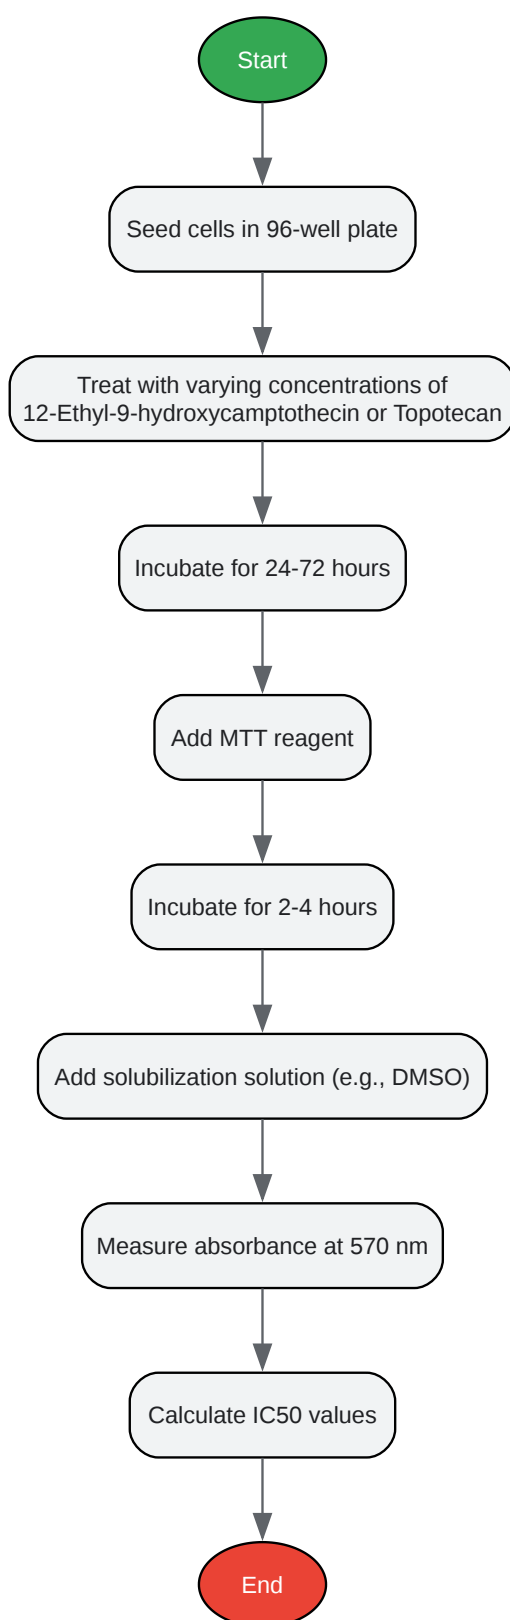 Start
Seed cells in 96-well plate
Treat with varying concentrations of
12-Ethyl-9-hydroxycamptothecin or Topotecan
Incubate for 24-72 hours
Add MTT reagent
Incubate for 2-4 hours
Add solubilization solution (e.g., DMSO)
Measure absorbance at 570 nm
Calculate IC50 values
End